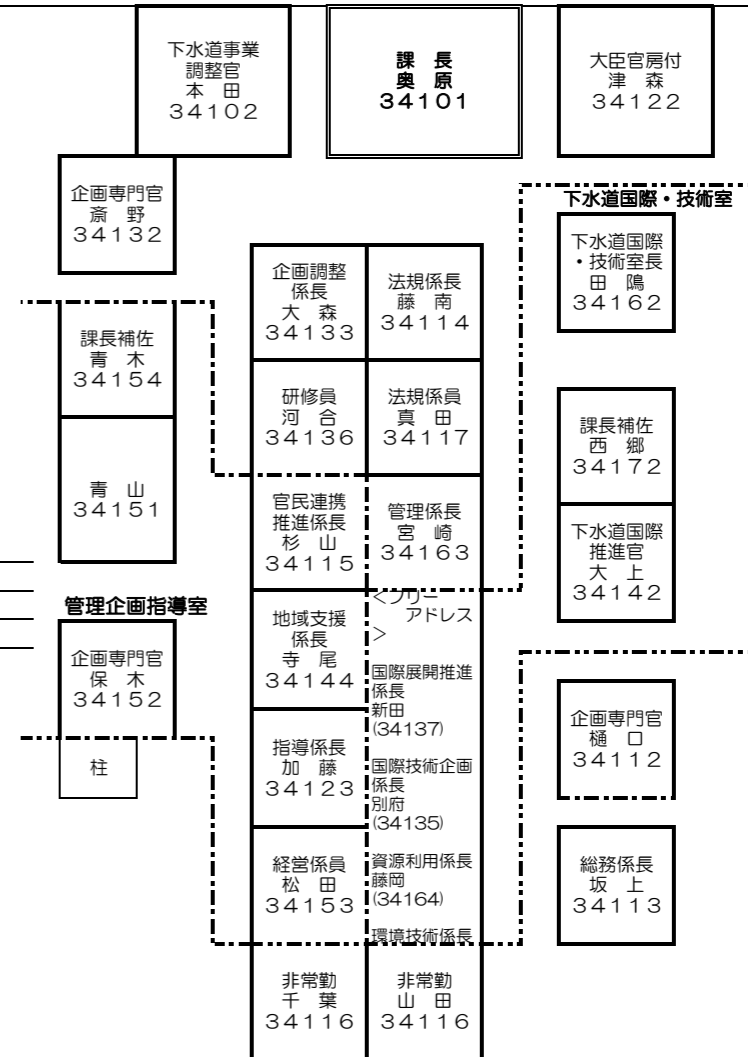 下水道事業
調整官
本　田
３４１０２
課　長
奥　原
３４１０１
大臣官房付
津　森
３４１２２
企画専門官
斎　野
３４１３２
下水道国際・技術室
下水道国際
・技術室長
田　隝
３４１６２
企画調整
係長
大　森
３４１３３
法規係長
藤　南
３４１１４
課長補佐
青　木
３４１５４
研修員
河　合
３４１３６
法規係員
真　田
３４１１７
課長補佐
西　郷
３４１７２
青　山
３４１５１
官民連携
推進係長
杉　山
３４１１５
管理係長
宮　崎
３４１６３
下水道国際
推進官
大　上
３４１４２
管理企画指導室
企画専門官
保　木
３４１５２
柱
地域支援
係長
寺　尾
３４１４４
＜フリー
アドレス
＞
国際展開推進
係長
新田
(34137)
国際技術企画
係長
別府
(34135)
資源利用係長
藤岡
(34164)
環境技術係長
指導係長
加　藤
３４１２３
経営係員
松　田
３４１５３
企画専門官
樋　口
３４１１２
総務係長
坂　上
３４１１３
非常勤
千　葉
３４１１６
非常勤
山　田
３４１１６